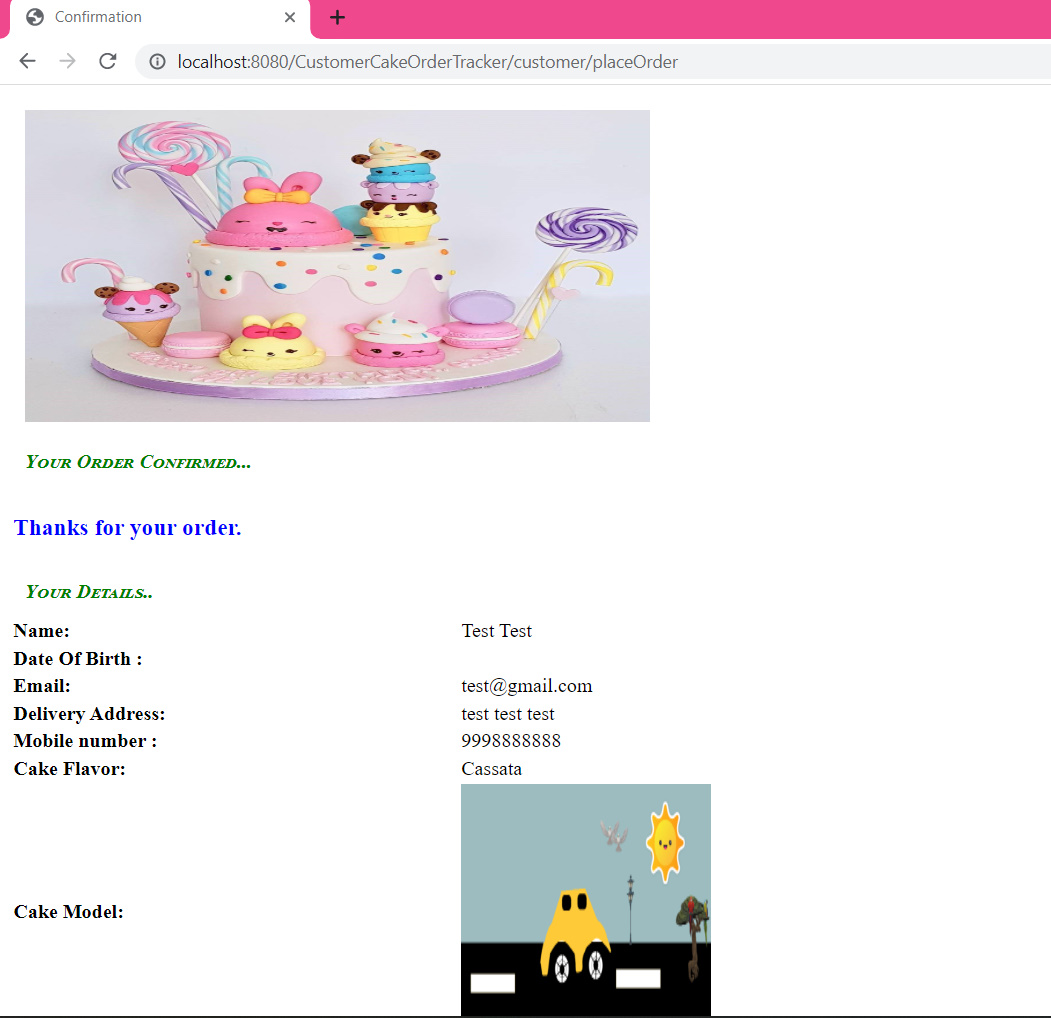 Confirmation
localhost:8080/CustomerCakeOrderTracker/customer/placeOrder
Your Order Confirmed...
Thanks for your order.
Your Details..
Name: Test Test
Date Of Birth :
Email: test@gmail.com
Delivery Address: test test test
Mobile number : 9998888888
Cake Flavor: Cassata
Cake Model: